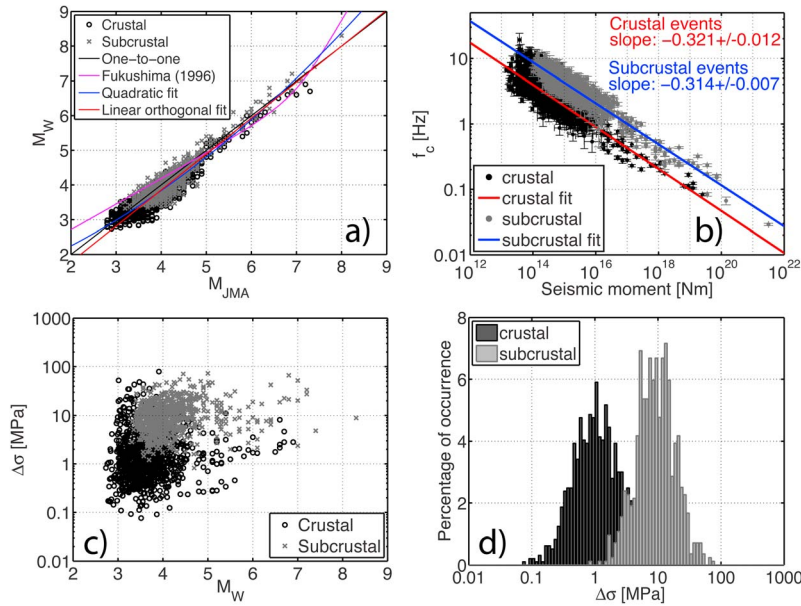 9
8
7
6
5
4
3
2
M_W
2 3 4 5 6 7 8 9
M_JMA
Crustal
Subcrustal
One−to−one
Fukushima (1996)
Quadratic fit
Linear orthogonal fit
a)
10
1
0.1
0.01
f_c [Hz]
10^12 10^14 10^16 10^18 10^20 10^22
Seismic moment [Nm]
Crustal events
slope: −0.321+/−0.012
Subcrustal events
slope: −0.314+/−0.007
crustal
crustal fit
subcrustal
subcrustal fit
b)
1000
100
10
1
0.1
0.01
Δσ [MPa]
2 3 4 5 6 7 8 9
M_W
c)
Crustal
Subcrustal
8
6
4
2
0
Percentage of occurrence
0.01 0.1 1 10 100
Δσ [MPa]
crustal
subcrustal
d)